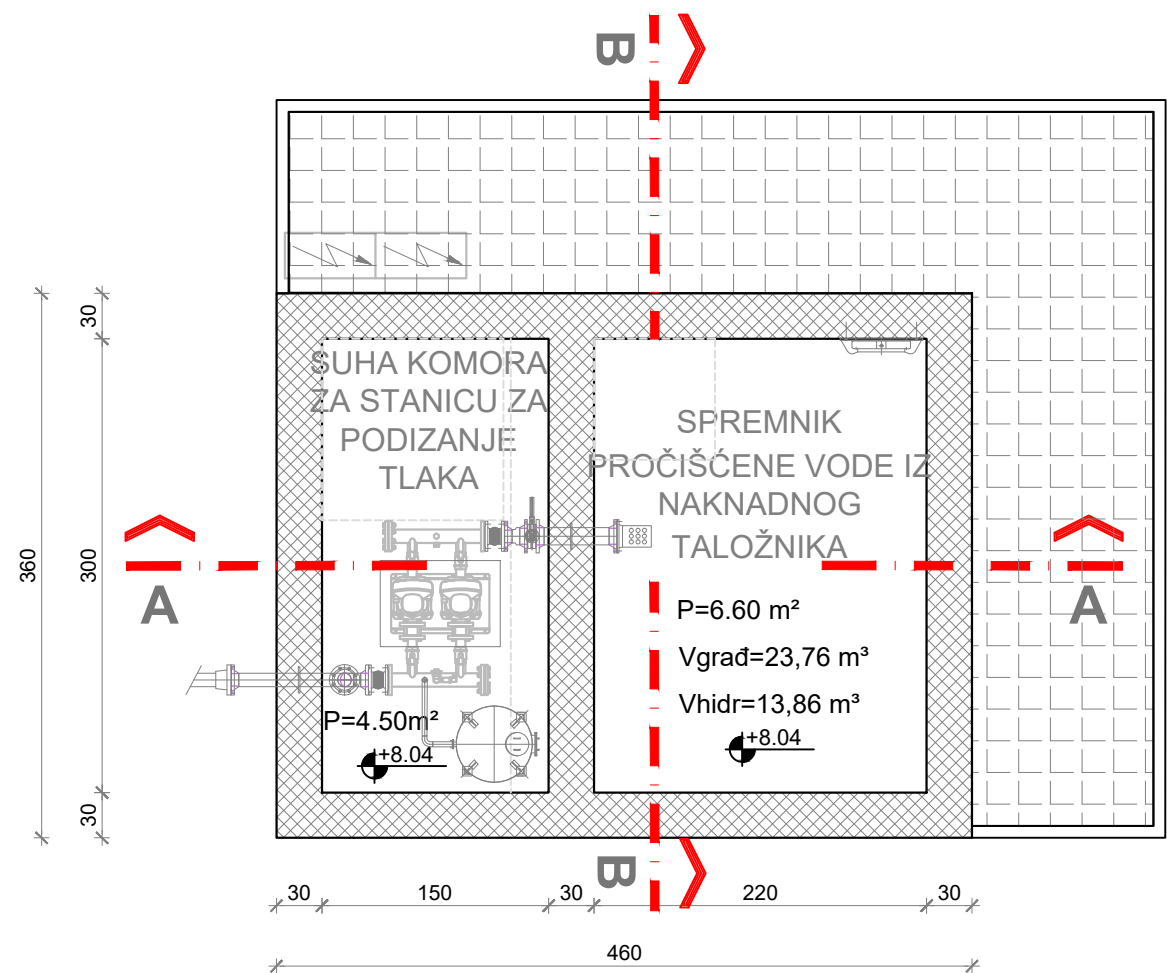 B
30
300
30
360
SUHA KOMORA
ZA STANICU ZA
PODIZANJE
TLAKA
SPREMNIK
PROČIŠĆENE VODE IZ
NAKNADNOG
TALOŽNIKA
A
A
P=6.60 m²
Vgrađ=23,76 m³
Vhidr=13,86 m³
+8.04
P=4.50m²
+8.04
B
30
150
30
220
30
460